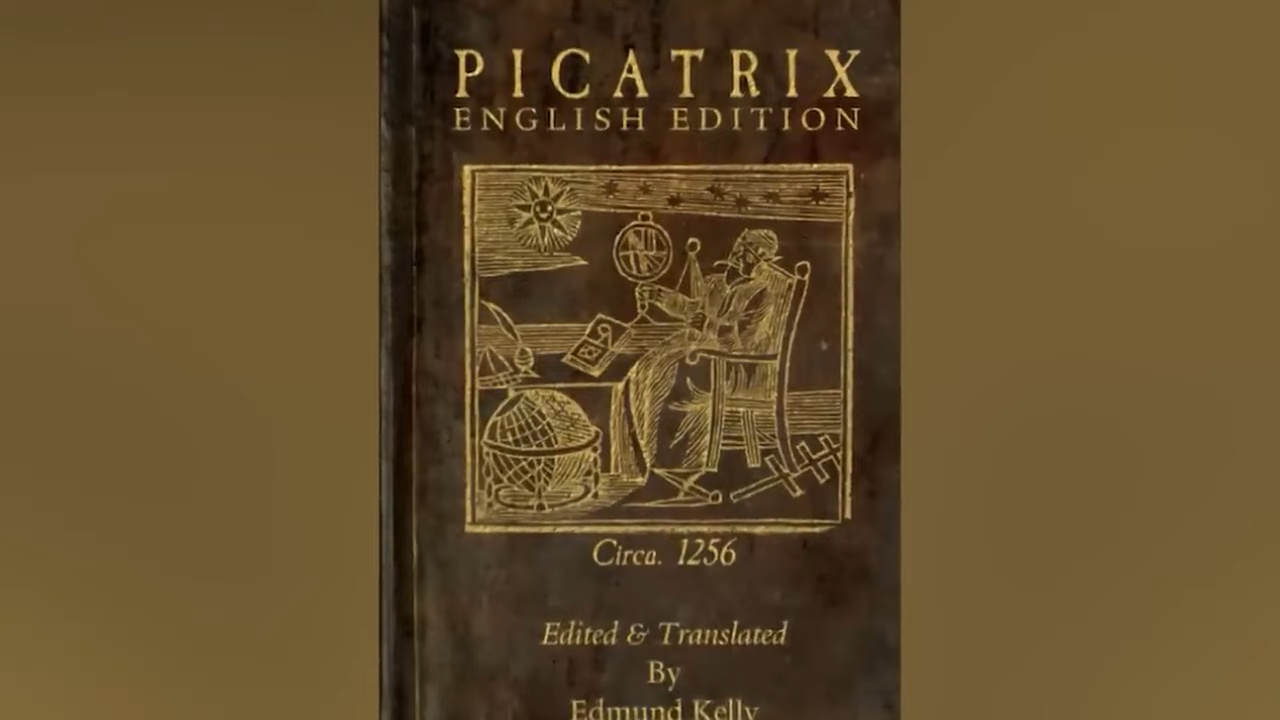 PICATRIX
ENGLISH EDITION
Circa. 1256
Edited & Translated
By
Edmund Kelly